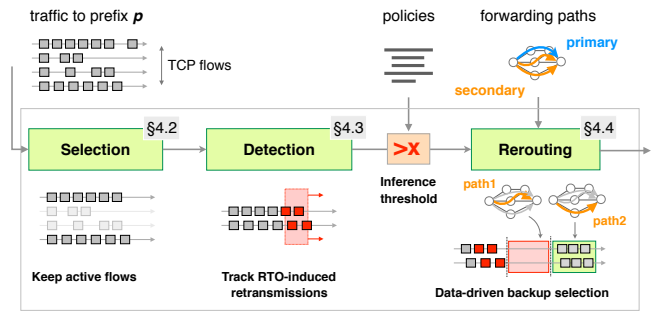 traffic to prefix p
policies
forwarding paths
TCP flows
primary
secondary
§4.2
§4.3
§4.4
Selection
Detection
>X
Rerouting
Inference
threshold
path1
path2
Keep active flows
Track RTO-induced
retransmissions
Data-driven backup selection